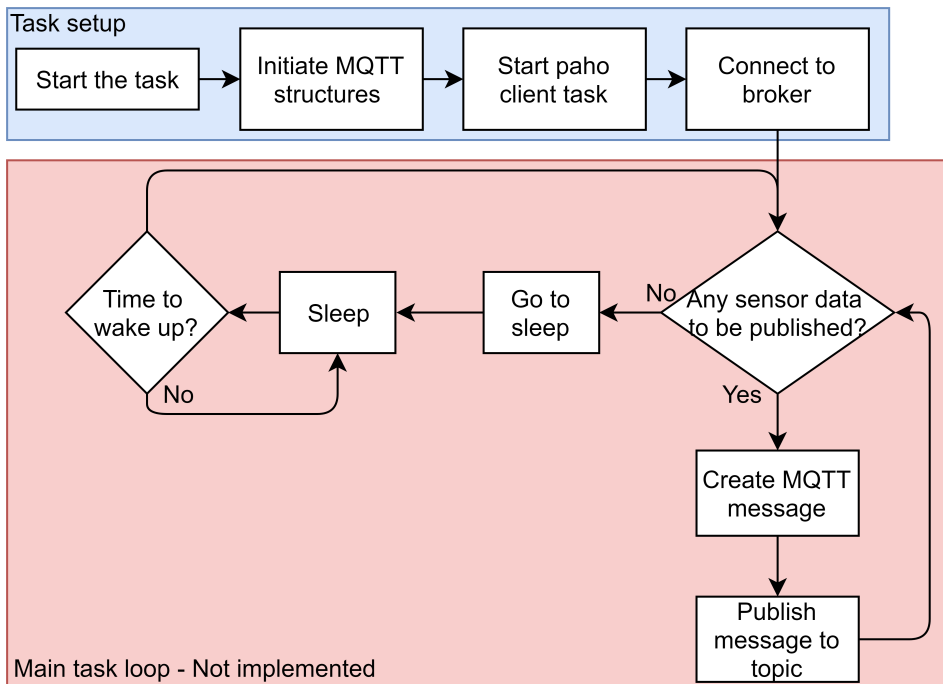 Task setup
Start the task
Initiate MQTT
structures
Start paho
client task
Connect to
broker
Time to
wake up?
No
Sleep
Go to
sleep
No
Any sensor data
to be published?
Yes
Create MQTT
message
Publish
message to
topic
Main task loop - Not implemented